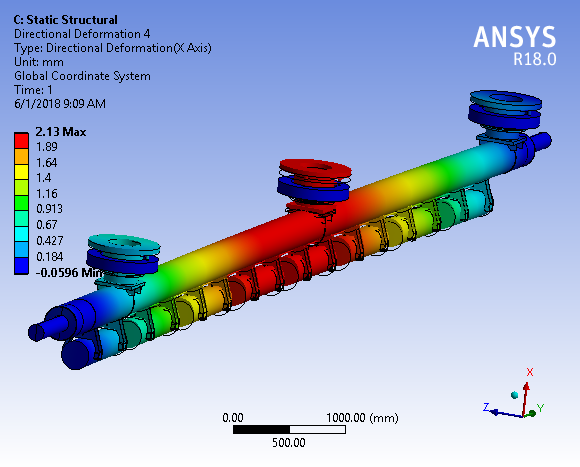 C: Static Structural
Directional Deformation 4
Type: Directional Deformation(X Axis)
Unit: mm
Global Coordinate System
Time: 1
6/1/2018 9:09 AM
ANSYS
R18.0
2.13 Max
1.89
1.64
1.4
1.16
0.913
0.67
0.427
0.184
-0.0596 Min
0.00
1000.00 (mm)
500.00
X
Y
Z